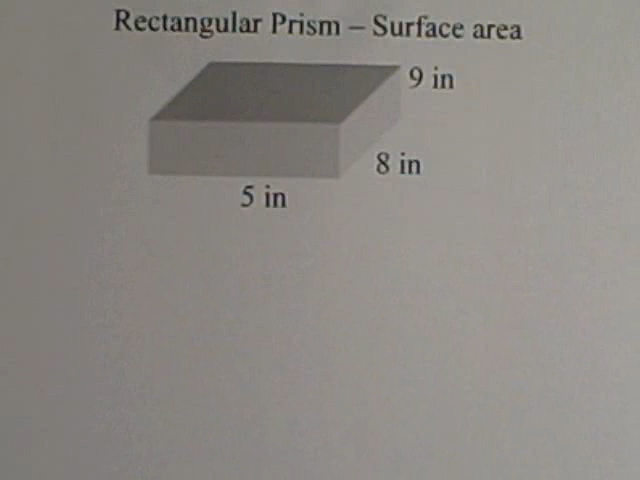 Rectangular Prism – Surface area
9 in
8 in
5 in